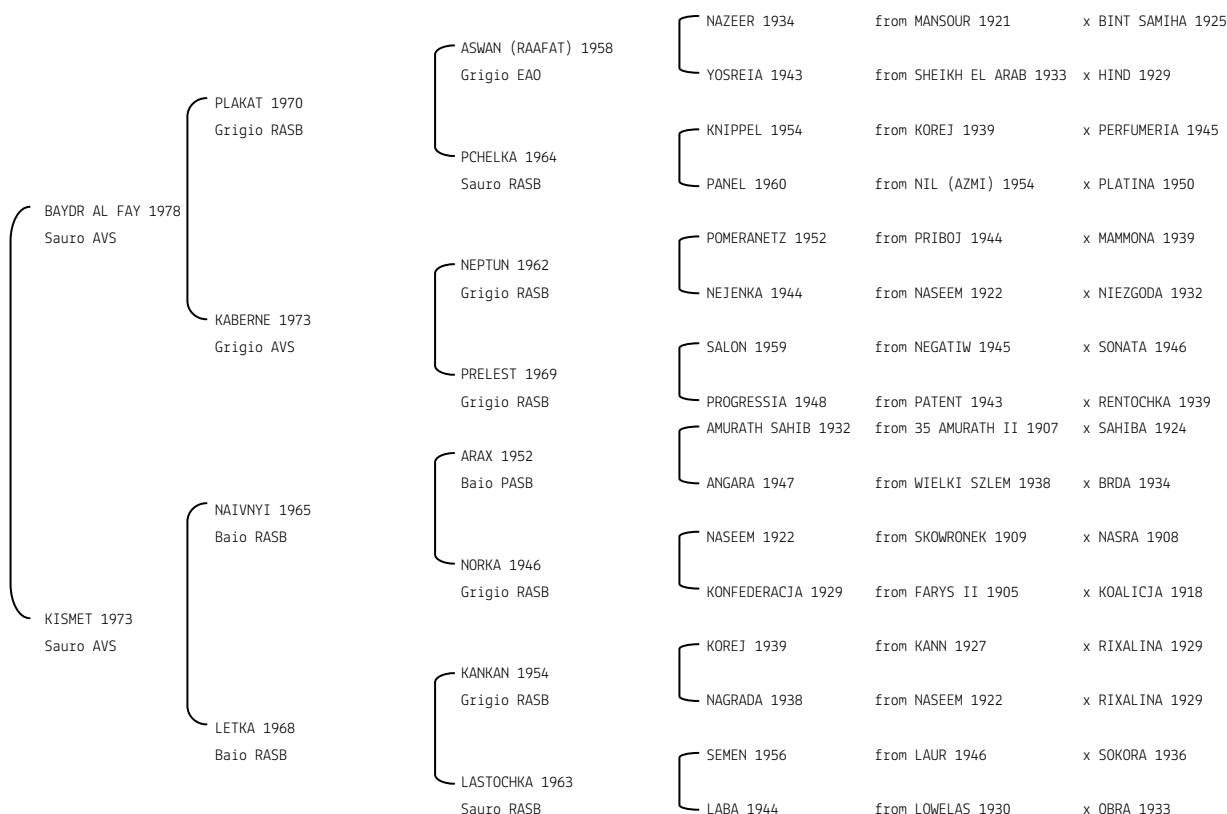 NAZEER 1934 from MANSOUR 1921 x BINT SAMIHA 1925
ASWAN (RAAFAT) 1958
Grigio EAO
YOSREIA 1943 from SHEIKH EL ARAB 1933 x HIND 1929
PLAKAT 1970
Grigio RASB
KNIPPEL 1954 from KOREJ 1939 x PERFUMERIA 1945
PCHELKA 1964
Sauro RASB
PANEL 1960 from NIL (AZMI) 1954 x PLATINA 1950
BAYDR AL FAY 1978
Sauro AVS
POMERANETZ 1952 from PRIBOJ 1944 x MAMMONA 1939
NEPTUN 1962
Grigio RASB
NEJENKA 1944 from NASEEM 1922 x NIEZGODA 1932
KABERNE 1973
Grigio AVS
SALON 1959 from NEGATIW 1945 x SONATA 1946
PRELEST 1969
Grigio RASB
PROGRESSIA 1948 from PATENT 1943 x RENTOCHKA 1939
AMURATH SAHIB 1932 from 35 AMURATH II 1907 x SAHIBA 1924
ARAX 1952
Baio PASB
ANGARA 1947 from WIELKI SZLEM 1938 x BRDA 1934
NAIVNYI 1965
Baio RASB
NASEEM 1922 from SKOWRONEK 1909 x NASRA 1908
NORKA 1946
Grigio RASB
KONFEDERACJA 1929 from FARYS II 1905 x KOALICJA 1918
KISMET 1973
Sauro AVS
KOREJ 1939 from KANN 1927 x RIXALINA 1929
KANKAN 1954
Grigio RASB
NAGRADA 1938 from NASEEM 1922 x RIXALINA 1929
LETKA 1968
Baio RASB
SEMEN 1956 from LAUR 1946 x SOKORA 1936
LASTOCHKA 1963
Sauro RASB
LABA 1944 from LOWELAS 1930 x OBRA 1933